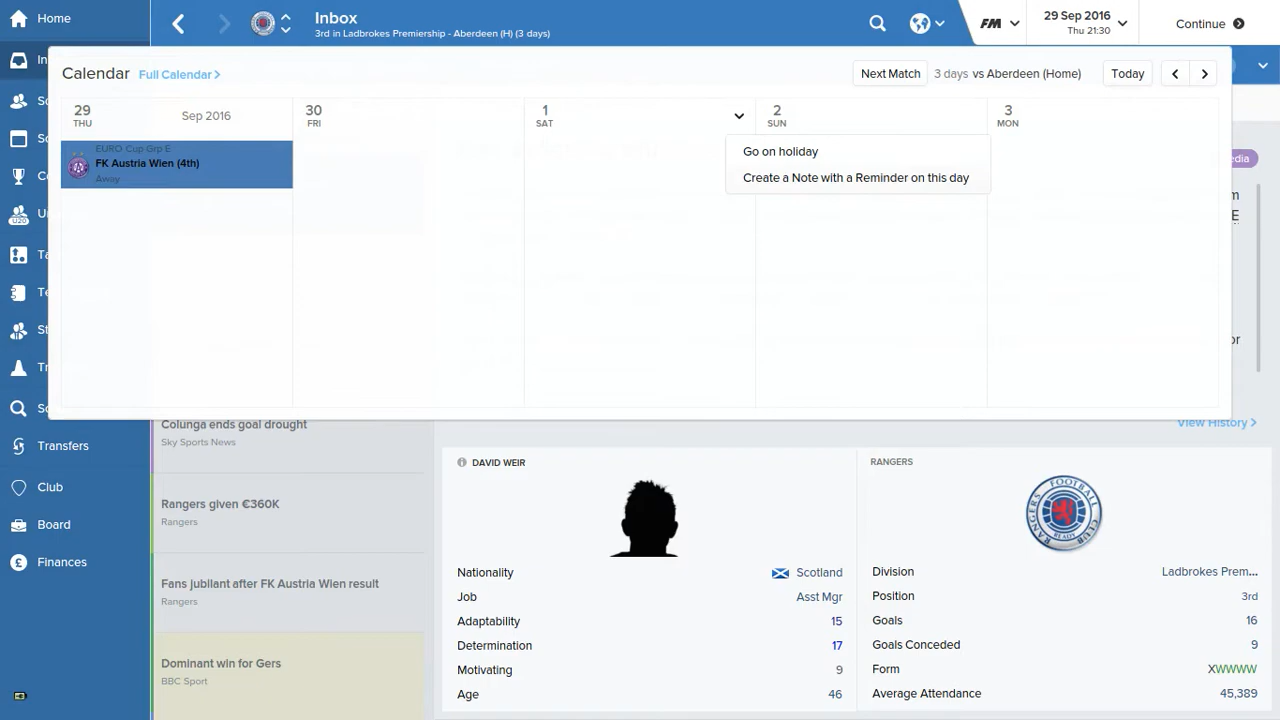 Home
Inbox
3rd in Ladbrokes Premiership - Aberdeen (H) (3 days)
FM
29 Sep 2016
Thu 21:30
Continue
Calendar
Full Calendar >
Next Match
3 days vs Aberdeen (Home)
Today
29
THU
Sep 2016
30
FRI
1
SAT
2
SUN
3
MON
EURO Cup Grp E
FK Austria Wien (4th)
Away
Go on holiday
Create a Note with a Reminder on this day
U20
Transfers
Club
Board
Finances
Colunga ends goal drought
Sky Sports News
Rangers given €360K
Rangers
Fans jubilant after FK Austria Wien result
Rangers
Dominant win for Gers
BBC Sport
View History >
DAVID WEIR
Nationality Scotland
Job Asst Mgr
Adaptability 15
Determination 17
Motivating 9
Age 46
RANGERS
RANGERS FOOTBALL CLUB
READY
Division Ladbrokes Prem...
Position 3rd
Goals 16
Goals Conceded 9
Form XWWWW
Average Attendance 45,389